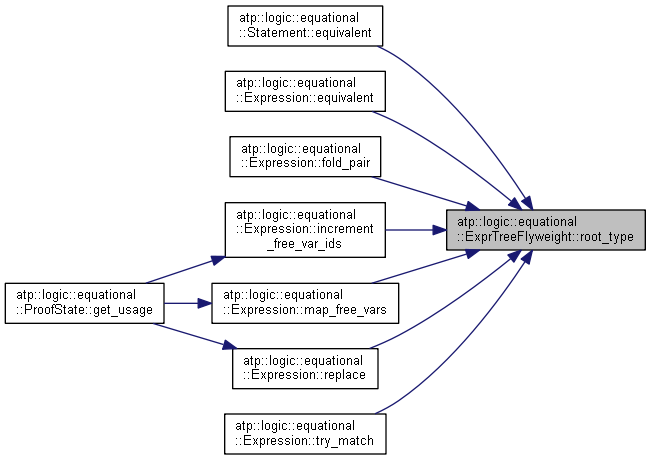 atp::logic::equational
::Statement::equivalent
atp::logic::equational
::Expression::equivalent
atp::logic::equational
::Expression::fold_pair
atp::logic::equational
::Expression::increment
_free_var_ids
atp::logic::equational
::ExprTreeFlyweight::root_type
atp::logic::equational
::ProofState::get_usage
atp::logic::equational
::Expression::map_free_vars
atp::logic::equational
::Expression::replace
atp::logic::equational
::Expression::try_match